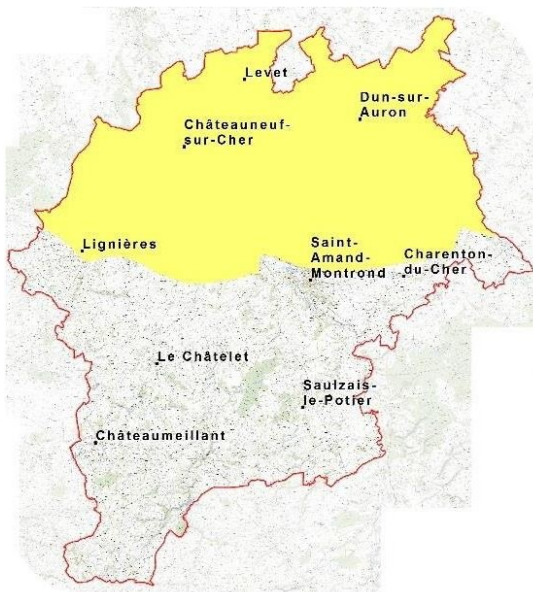 Levet
Dun-sur-
Auron
Châteauneuf-
sur-Cher
Lignières
Saint-
Amand-
Montrond
Charenton-
du-Cher
Le Châtelet
Saulzais-
le-Potier
Châteaumeillant